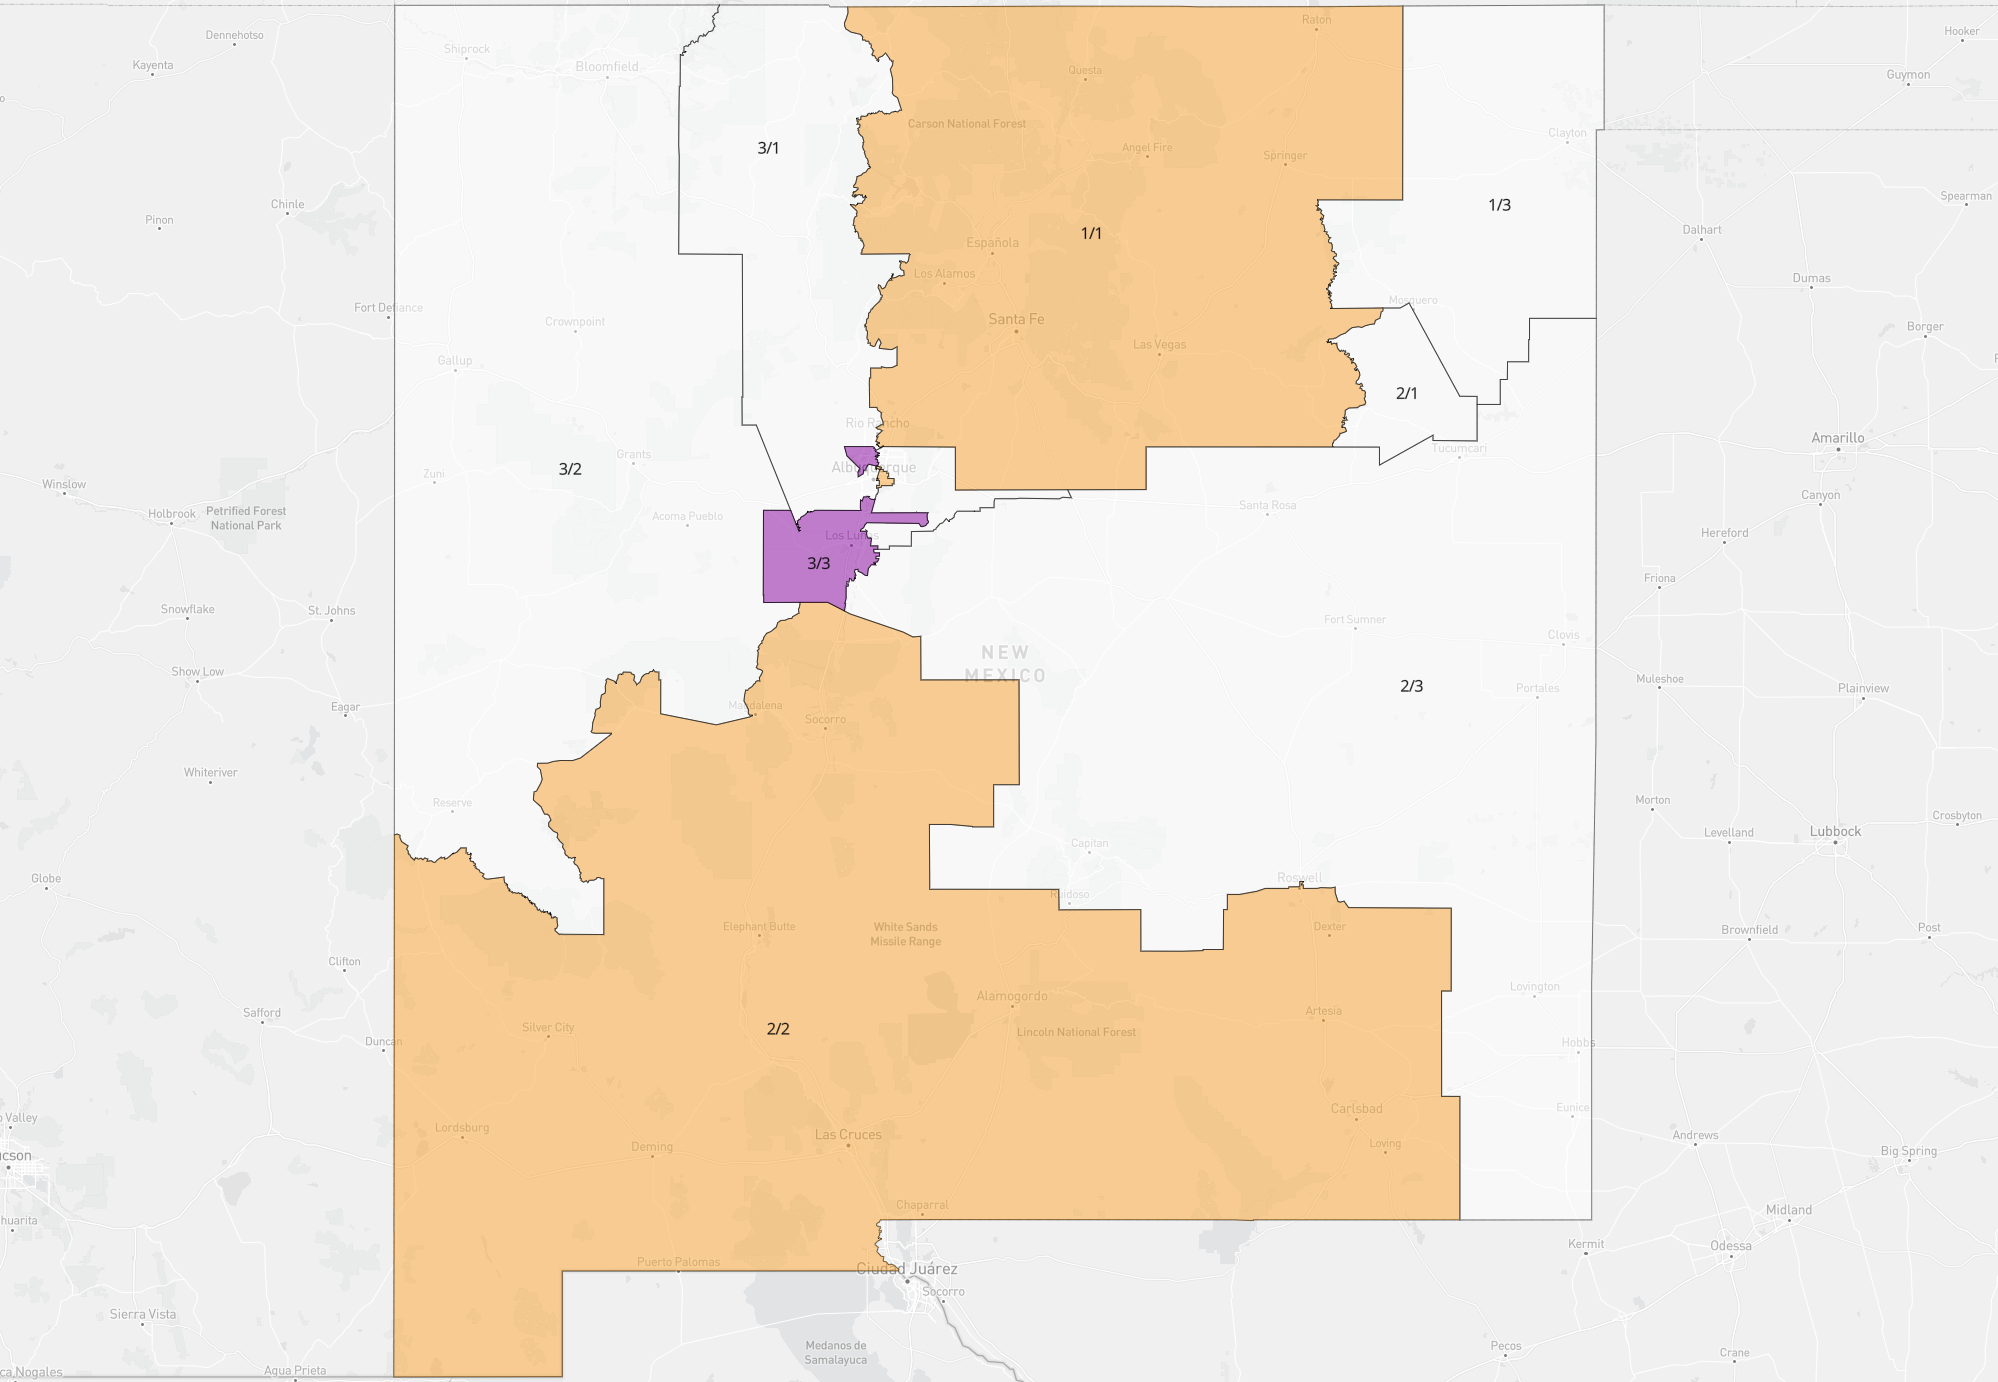 Dennehotso
Kayenta
Shiprock
Bloomfield
Raton
Hooker
Guymon
Questa
Carson National Forest
Angel Fire
Springer
Clayton
3/1
1/3
1/1
Chinle
Pinon
Spearman
Dalhart
Española
Los Alamos
Dumas
Fort Defiance
Crownpoint
Santa Fe
Mosquero
Borger
Gallup
Las Vegas
2/1
Rio Rancho
Amarillo
Zuni
Grants
3/2
Albuquerque
Tucumcari
Winslow
Canyon
Holbrook
Petrified Forest
National Park
Acoma Pueblo
Santa Rosa
Hereford
Los Lunas
3/3
Friona
Snowflake
St. Johns
Fort Sumner
Clovis
NEW
MEXICO
Show Low
2/3
Muleshoe
Portales
Plainview
Eagar
Magdalena
Socorro
Whiteriver
Reserve
Morton
Crosbyton
Capitan
Levelland
Lubbock
Globe
Ruidoso
Roswell
Elephant Butte
White Sands
Missile Range
Dexter
Brownfield
Post
Clifton
Lovington
Safford
Alamogordo
Artesia
Silver City
2/2
Lincoln National Forest
Duncan
Hobbs
Valley
Lordsburg
Deming
Las Cruces
Carlsbad
Eunice
Loving
Andrews
Big Spring
ucson
Chaparral
Midland
huarita
Kermit
Odessa
Puerto Palomas
Ciudad Juárez
Socorro
Sierra Vista
Medanos de
Samalayuca
Pecos
Crane
ca Nogales
Agua Prieta